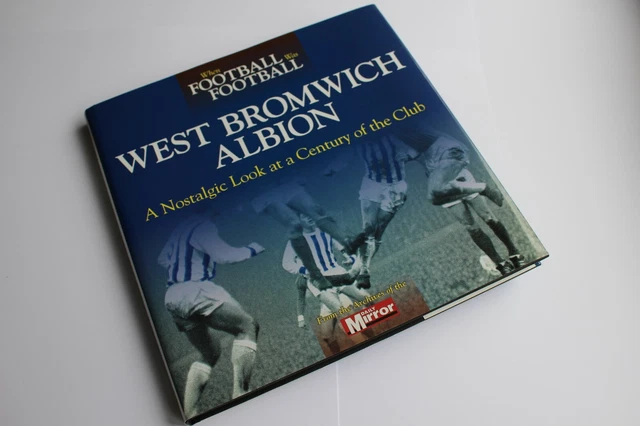 When FOOTBALL Was
FOOTBALL
WEST BROMWICH
ALBION
A Nostalgic Look at a Century of the Club
From the Archives of the
DAILY
Mirror